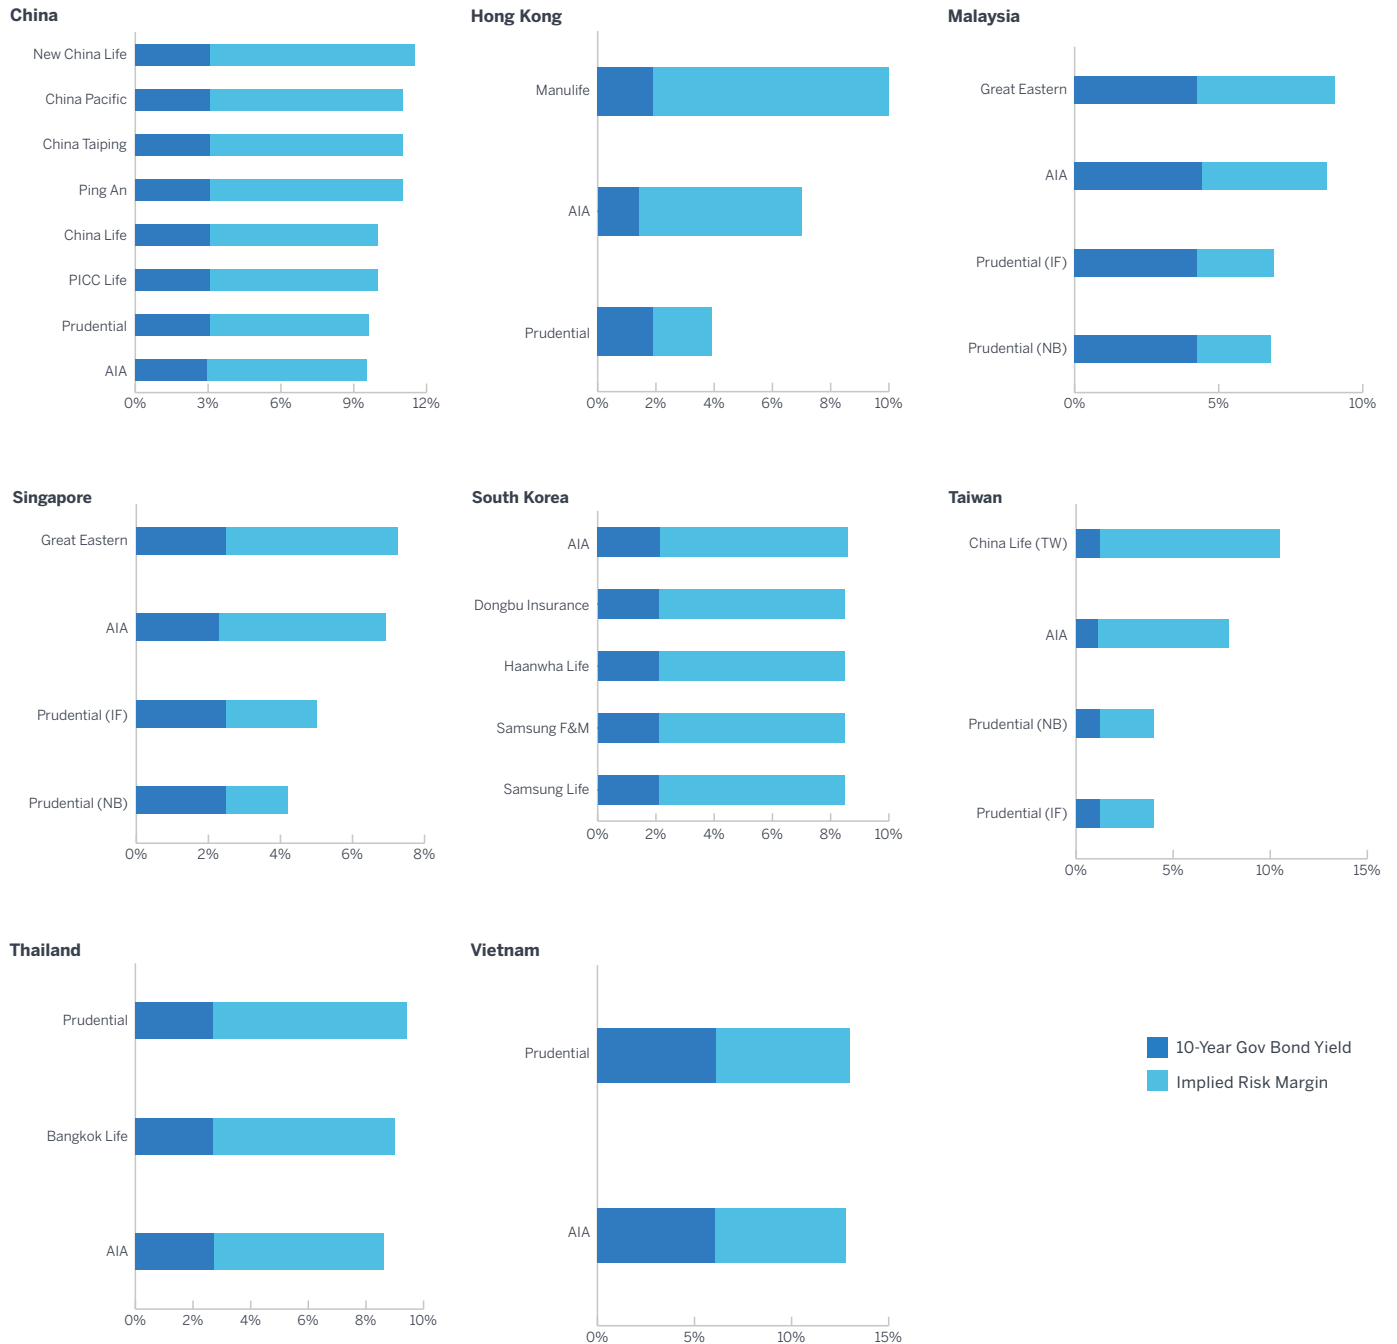 China
New China Life
China Pacific
China Taiping
Ping An
China Life
PICC Life
Prudential
AIA
0% 3% 6% 9% 12%
Hong Kong
Manulife
AIA
Prudential
0% 2% 4% 6% 8% 10%
Malaysia
Great Eastern
AIA
Prudential (IF)
Prudential (NB)
0% 5% 10%
Singapore
Great Eastern
AIA
Prudential (IF)
Prudential (NB)
0% 2% 4% 6% 8%
South Korea
AIA
Dongbu Insurance
Haanwha Life
Samsung F&M
Samsung Life
0% 2% 4% 6% 8% 10%
Taiwan
China Life (TW)
AIA
Prudential (NB)
Prudential (IF)
0% 5% 10% 15%
Thailand
Prudential
Bangkok Life
AIA
0% 2% 4% 6% 8% 10%
Vietnam
Prudential
AIA
0% 5% 10% 15%
10-Year Gov Bond Yield
Implied Risk Margin